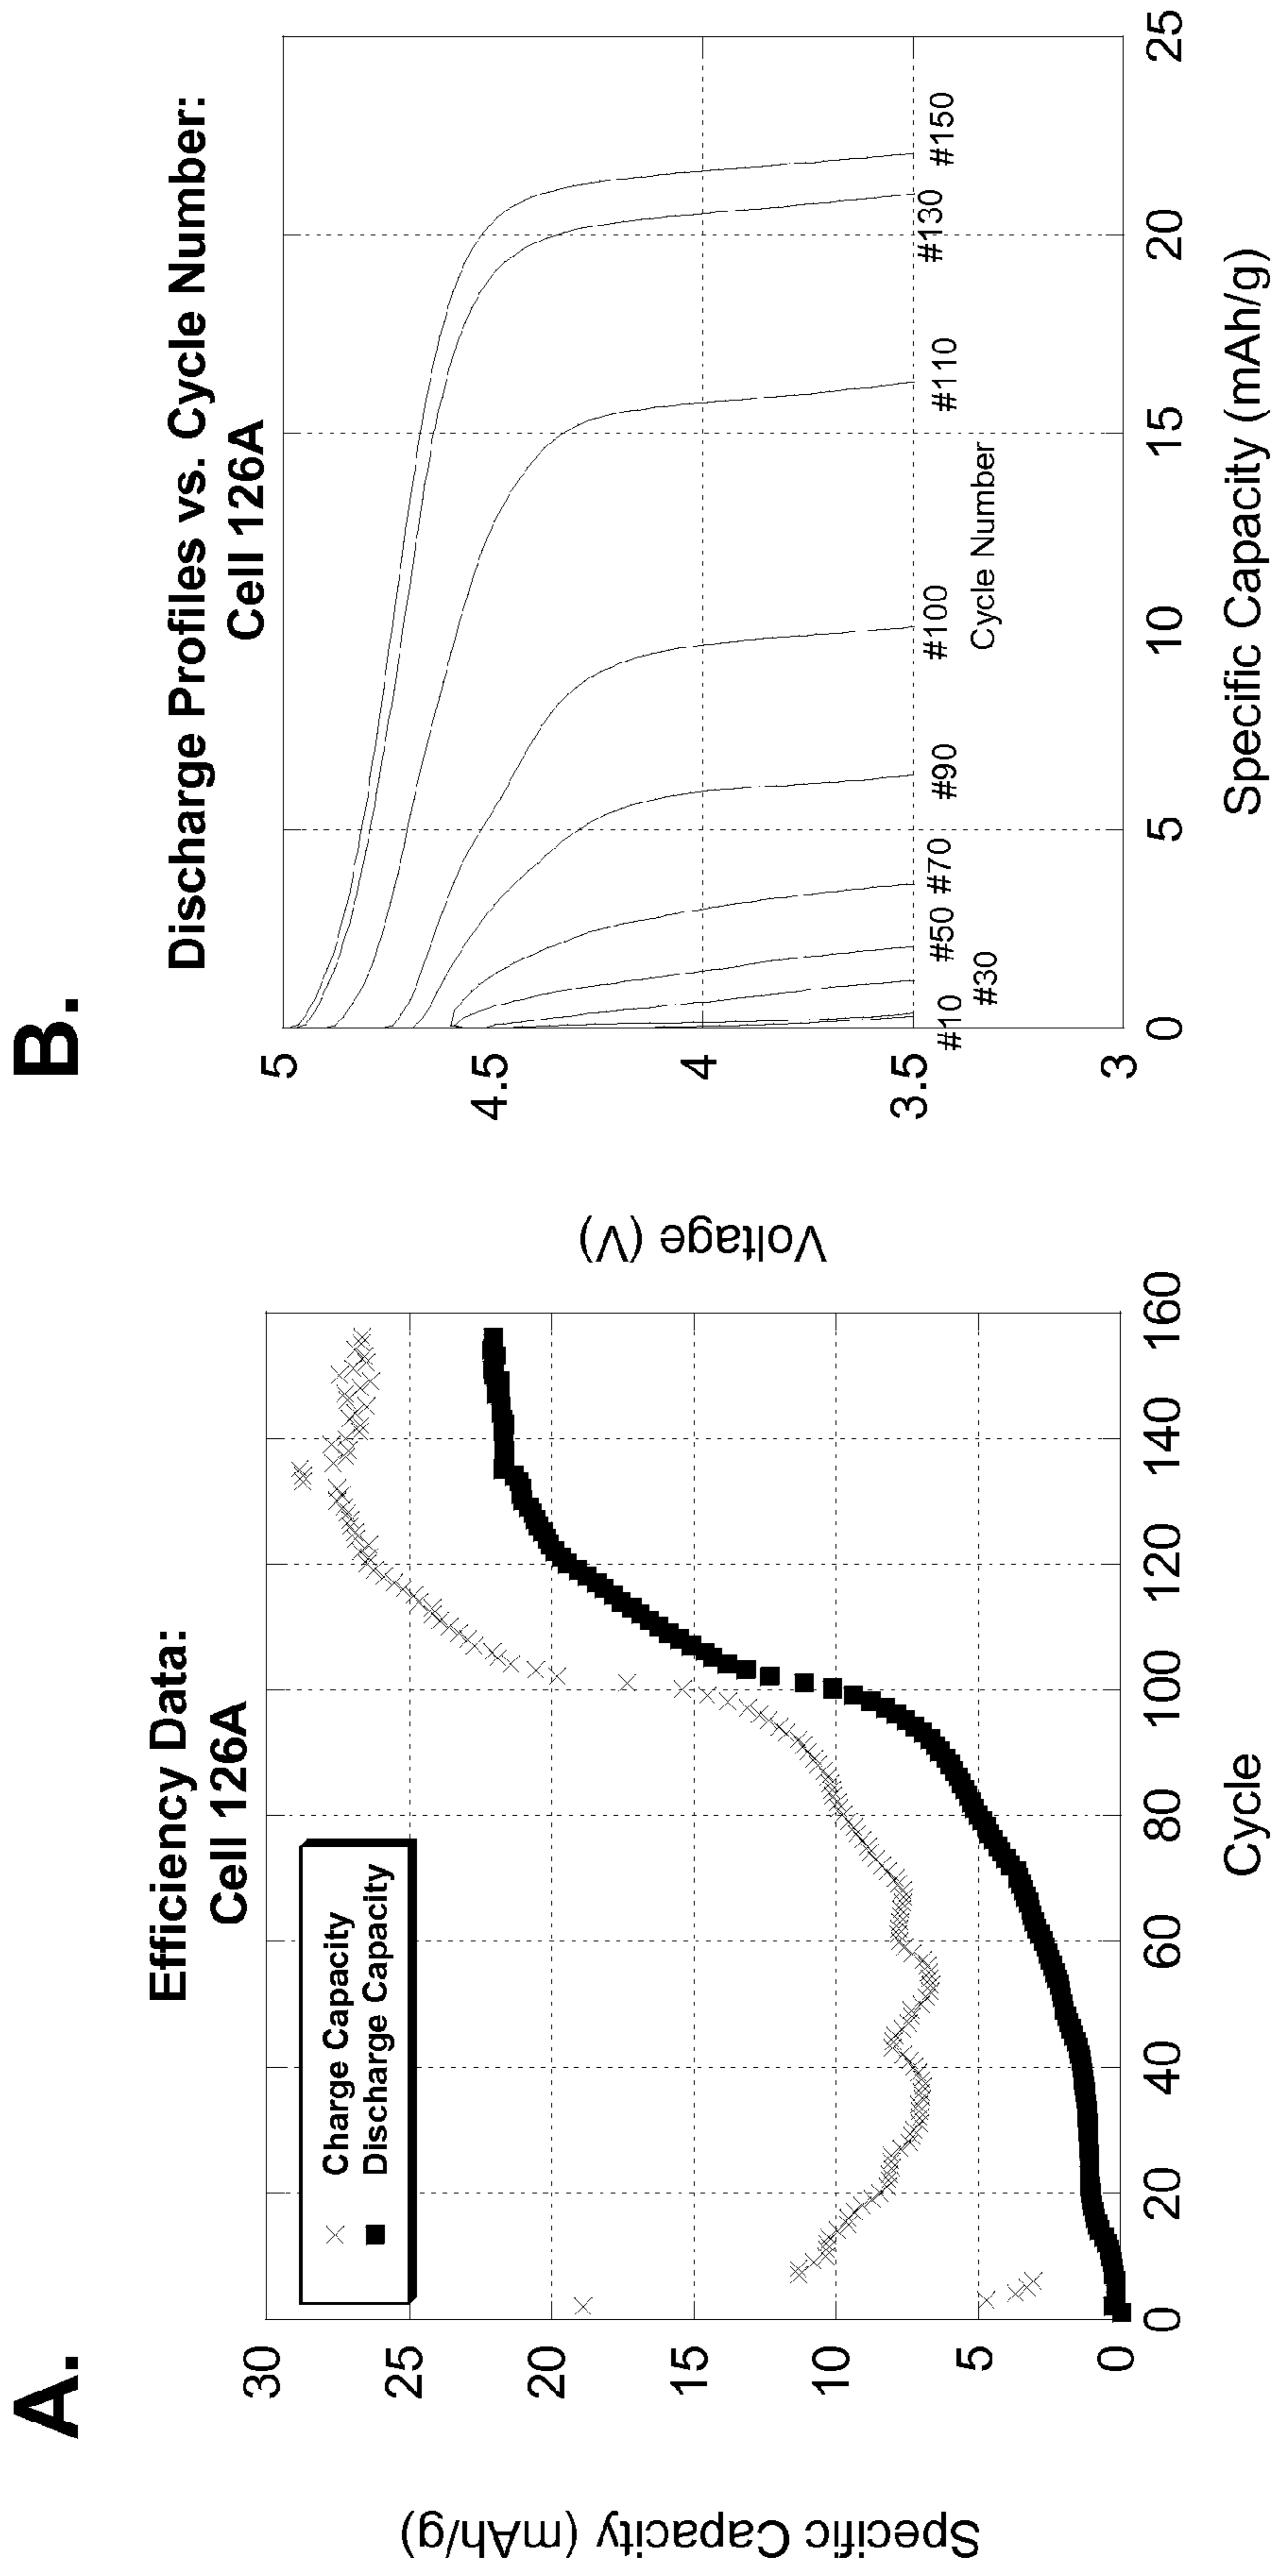 A.
Efficiency Data:
Cell 126A
Charge Capacity
Discharge Capacity
Specific Capacity (mAh/g)
30
25
20
15
10
5
0
0 20 40 60 80 100 120 140 160
Cycle
B.
Discharge Profiles vs. Cycle Number:
Cell 126A
Voltage (V)
5
4.5
4
3.5
3
#10
#30
#50
#70
#90
#100
#110
#130
#150
Cycle Number
0 5 10 15 20 25
Specific Capacity (mAh/g)